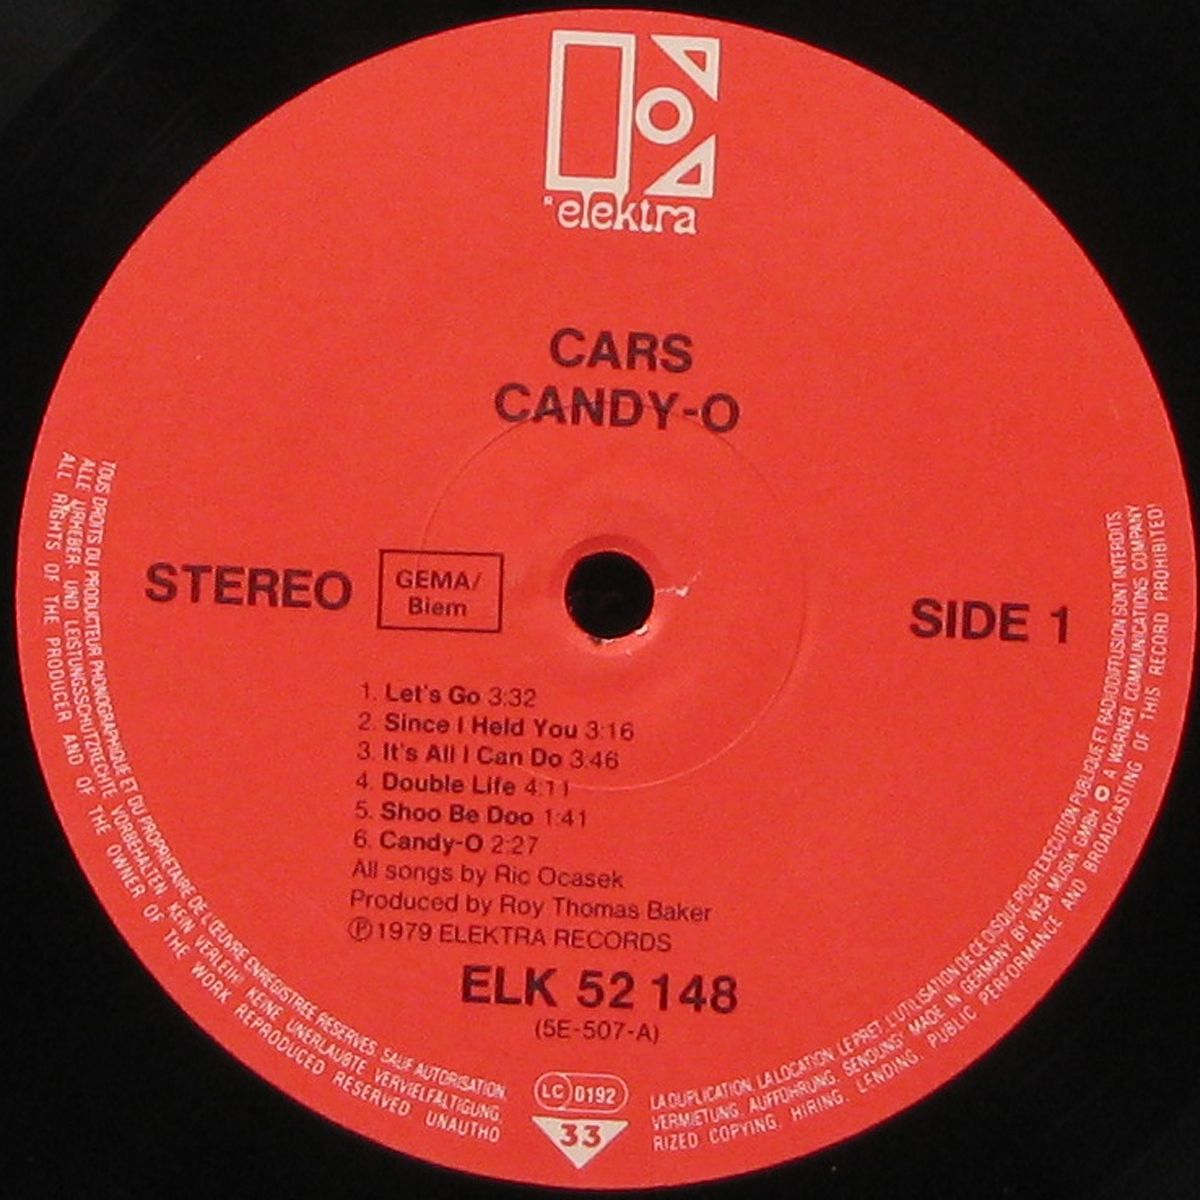 ® elektra
CARS
CANDY-O
STEREO
GEMA/
Biem
SIDE 1
1. Let's Go 3:32
2. Since I Held You 3:16
3. It's All I Can Do 3:46
4. Double Life 4:11
5. Shoo Be Doo 1:41
6. Candy-O 2:27
All songs by Ric Ocasek
Produced by Roy Thomas Baker
Ⓟ 1979 ELEKTRA RECORDS
ELK 52 148
(5E-507-A)
LC 0192
33
TOUS DROITS DU PRODUCTEUR PHONOGRAPHIQUE ET DU PROPRIETAIRE DE L'ŒUVRE ENREGISTREE RESERVES. SAUF AUTORISATION,
LA DUPLICATION, LA LOCATION, LE PRET, L'UTILISATION DE CE DISQUE POUR EXECUTION PUBLIQUE ET RADIODIFFUSION SONT INTERDITS
ALLE URHEBER- UND LEISTUNGSSCHUTZRECHTE VORBEHALTEN. KEIN VERLEIH! KEINE UNERLAUBTE VERVIELFÄLTIGUNG,
VERMIETUNG, AUFFÜHRUNG, SENDUNG! MADE IN GERMANY BY WEA MUSIK GMBH A WARNER COMMUNICATIONS COMPANY
ALL RIGHTS OF THE PRODUCER AND OF THE OWNER OF THE WORK REPRODUCED RESERVED UNAUTHO
RIZED COPYING, HIRING, LENDING, PUBLIC PERFORMANCE AND BROADCASTING OF THIS RECORD PROHIBITED!